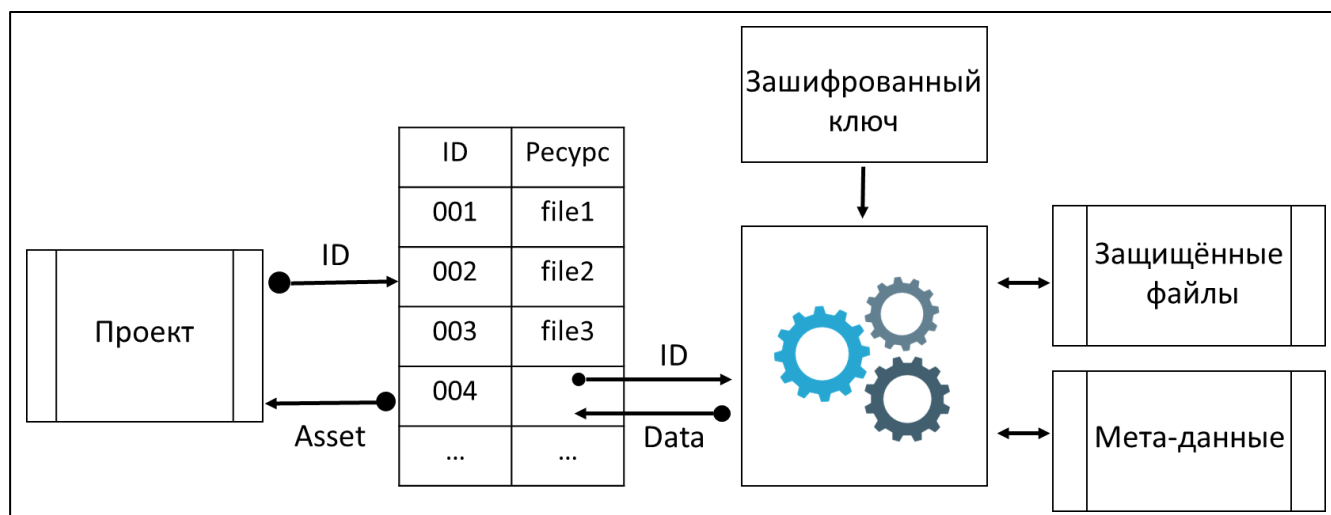 Зашифрованный
ключ
ID Ресурс
001 file1
002 file2
003 file3
004
... ...
Проект
ID
Asset
ID
Data
Защищённые
файлы
Мета-данные